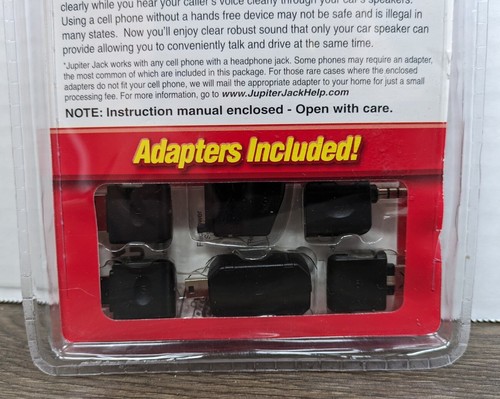 clearly while you hear your caller's voice clearly through your car's speakers.
Using a cell phone without a hands free device may not be safe and is illegal in
many states. Now you'll enjoy clear robust sound that only your car speaker can
provide allowing you to conveniently talk and drive at the same time.
*Jupiter Jack works with any cell phone with a headphone jack. Some phones may require an adapter,
the most common of which are included in this package. For those rare cases where the enclosed
adapters do not fit your cell phone, we will mail the appropriate adapter to your home for just a small
processing fee. For more information, go to www.JupiterJackHelp.com
NOTE: Instruction manual enclosed - Open with care.
Adapters Included!